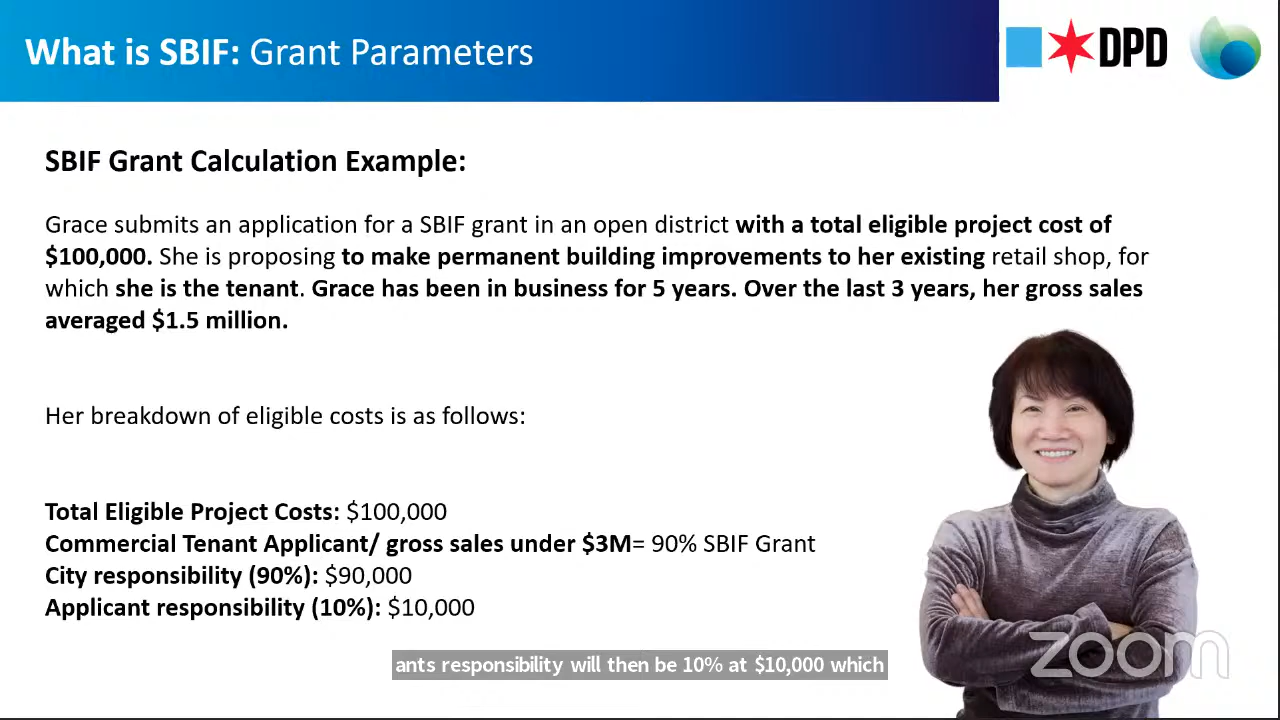 What is SBIF: Grant Parameters
DPD
SBIF Grant Calculation Example:
Grace submits an application for a SBIF grant in an open district with a total eligible project cost of
$100,000. She is proposing to make permanent building improvements to her existing retail shop, for
which she is the tenant. Grace has been in business for 5 years. Over the last 3 years, her gross sales
averaged $1.5 million.
Her breakdown of eligible costs is as follows:
Total Eligible Project Costs: $100,000
Commercial Tenant Applicant/ gross sales under $3M= 90% SBIF Grant
City responsibility (90%): $90,000
Applicant responsibility (10%): $10,000
zoom
ants responsibility will then be 10% at $10,000 which